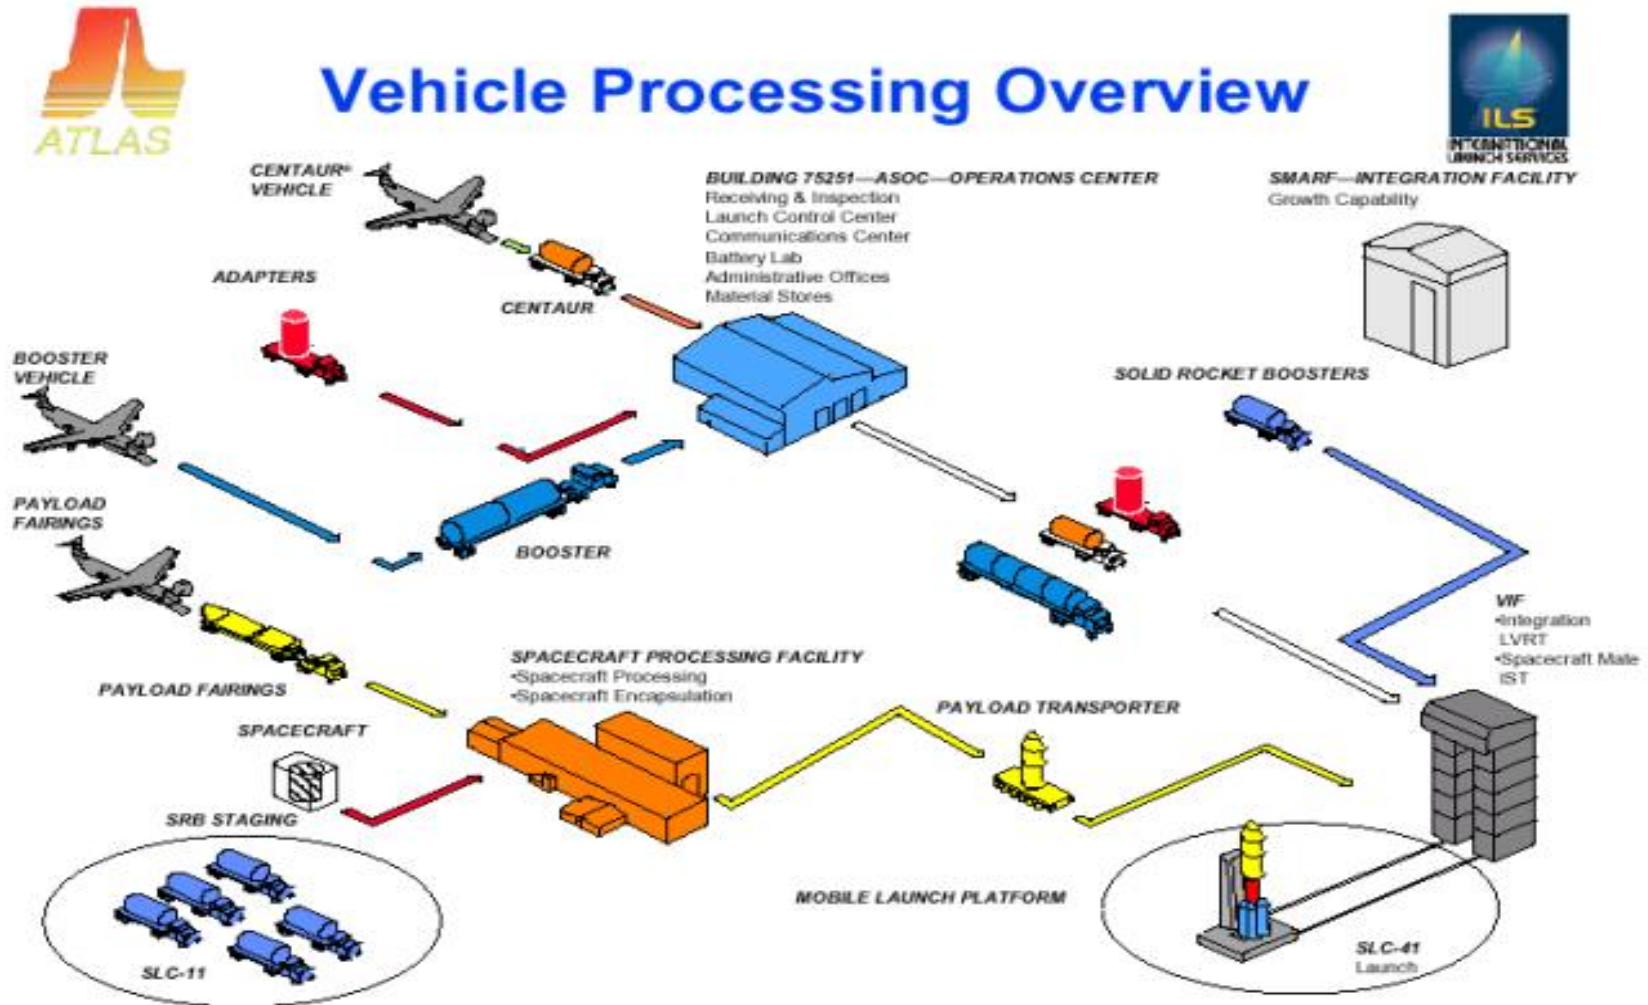 ATLAS
Vehicle Processing Overview
ILS
INTERNATIONAL
LAUNCH SERVICES
CENTAUR®
VEHICLE
BUILDING 75251—ASOC—OPERATIONS CENTER
Receiving & Inspection
Launch Control Center
Communications Center
Battery Lab
Administrative Offices
Material Stores
SMARF—INTEGRATION FACILITY
Growth Capability
ADAPTERS
CENTAUR
BOOSTER
VEHICLE
SOLID ROCKET BOOSTERS
PAYLOAD
FAIRINGS
BOOSTER
VIF
•Integration
LVRT
•Spacecraft Mate
IST
SPACECRAFT PROCESSING FACILITY
•Spacecraft Processing
•Spacecraft Encapsulation
PAYLOAD FAIRINGS
PAYLOAD TRANSPORTER
SPACECRAFT
SRB STAGING
MOBILE LAUNCH PLATFORM
SLC-11
SLC-41
Launch